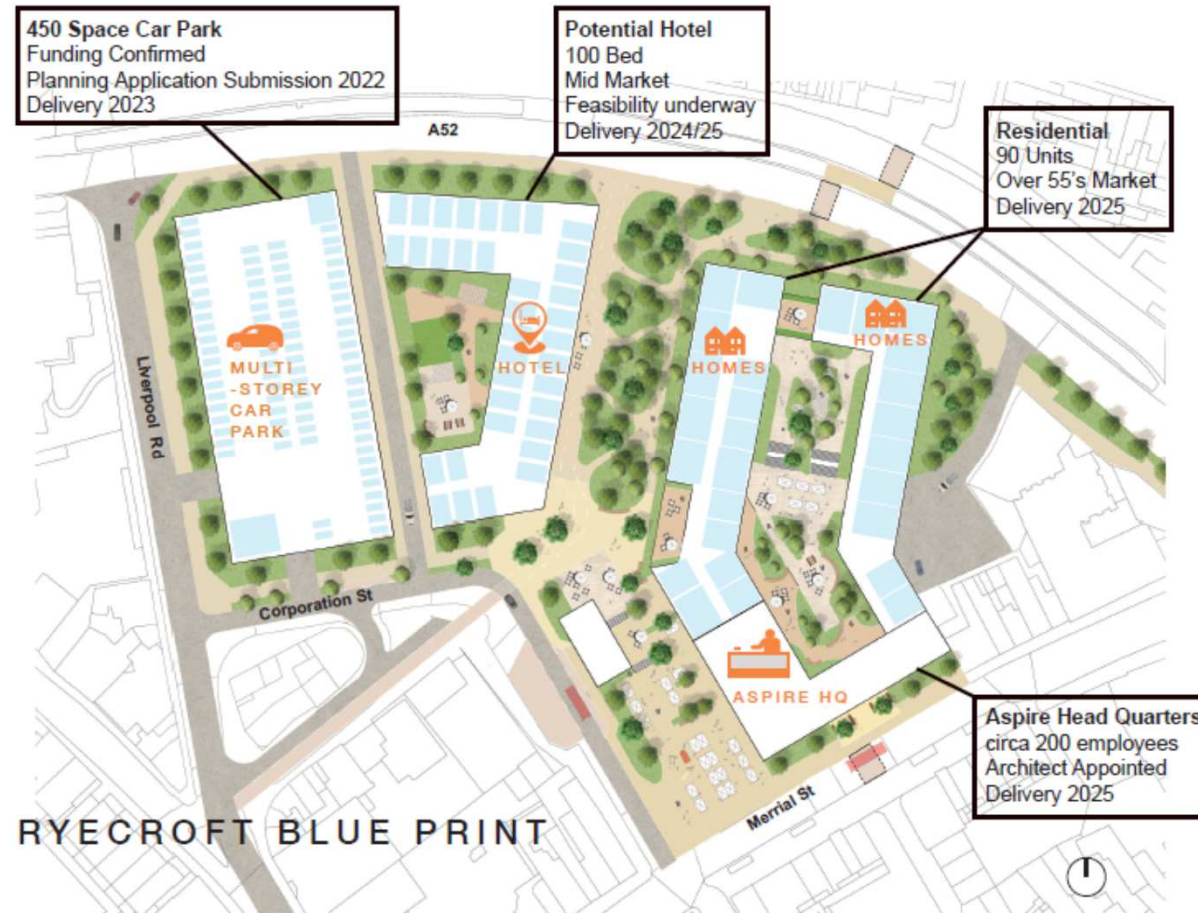 450 Space Car Park
Funding Confirmed
Planning Application Submission 2022
Delivery 2023
Potential Hotel
100 Bed
Mid Market
Feasibility underway
Delivery 2024/25
A52
Residential
90 Units
Over 55's Market
Delivery 2025
MULTI
-STOREY
CAR
PARK
HOTEL
HOMES
HOMES
Liverpool Rd
Corporation St
ASPIRE HQ
Aspire Head Quarters
circa 200 employees
Architect Appointed
Delivery 2025
Merrial St
RYECROFT BLUE PRINT